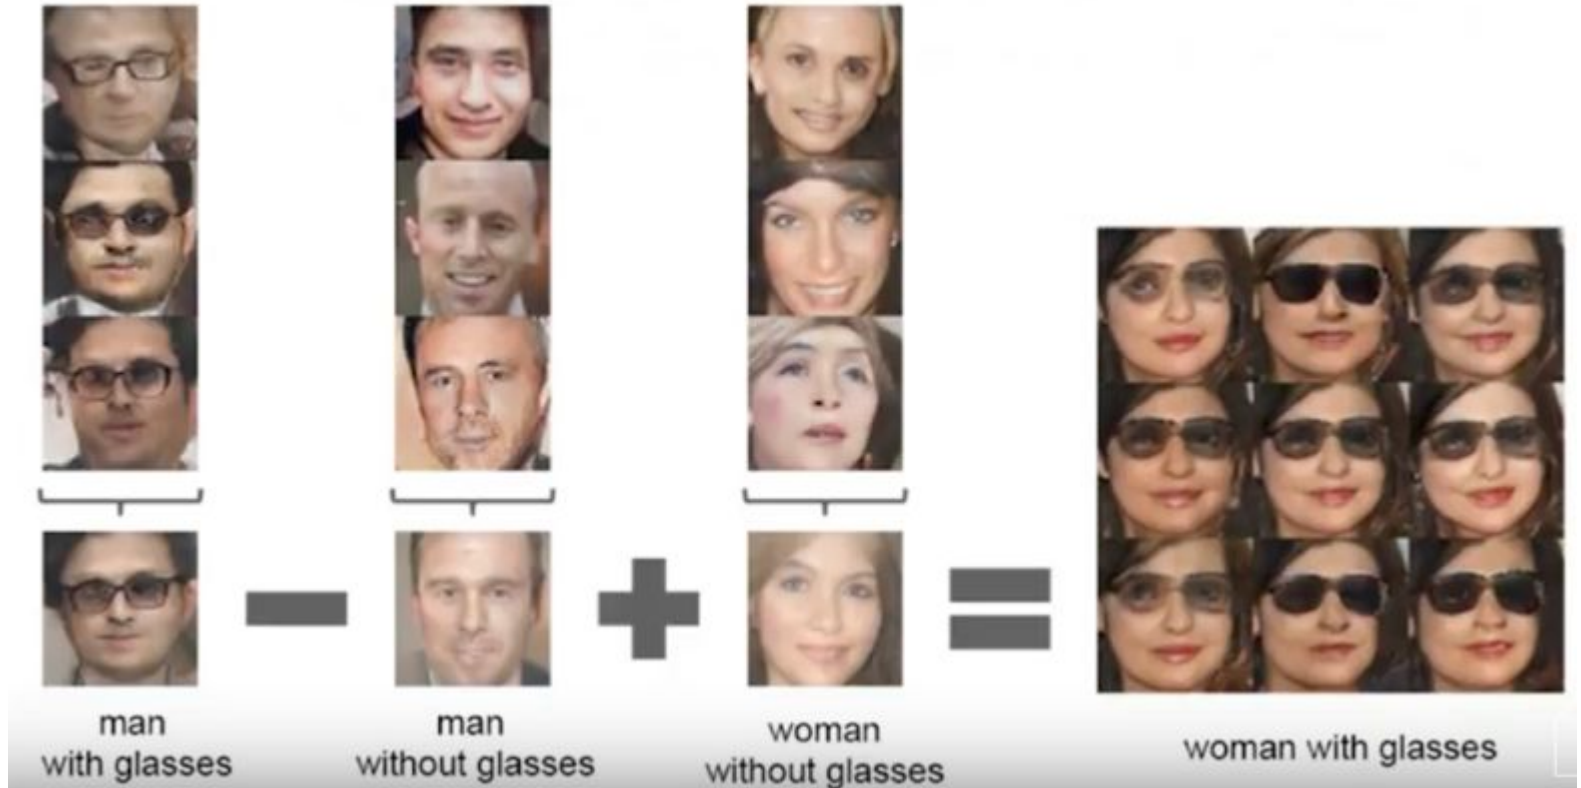 man
with glasses
man
without glasses
woman
without glasses
woman with glasses